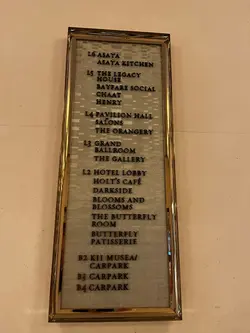 L6 ASAYA
ASAYA KITCHEN
L5 THE LEGACY
HOUSE
BAYFARE SOCIAL
CHAAT
HENRY
L4 PAVILION HALL
SALONS
THE ORANGERY
L3 GRAND
BALLROOM
THE GALLERY
L2 HOTEL LOBBY
HOLT'S CAFÉ
DARKSIDE
BLOOMS AND
BLOSSOMS
THE BUTTERFLY
ROOM
BUTTERFLY
PATISSERIE
B2 K11 MUSEA/
CARPARK
B3 CARPARK
B4 CARPARK